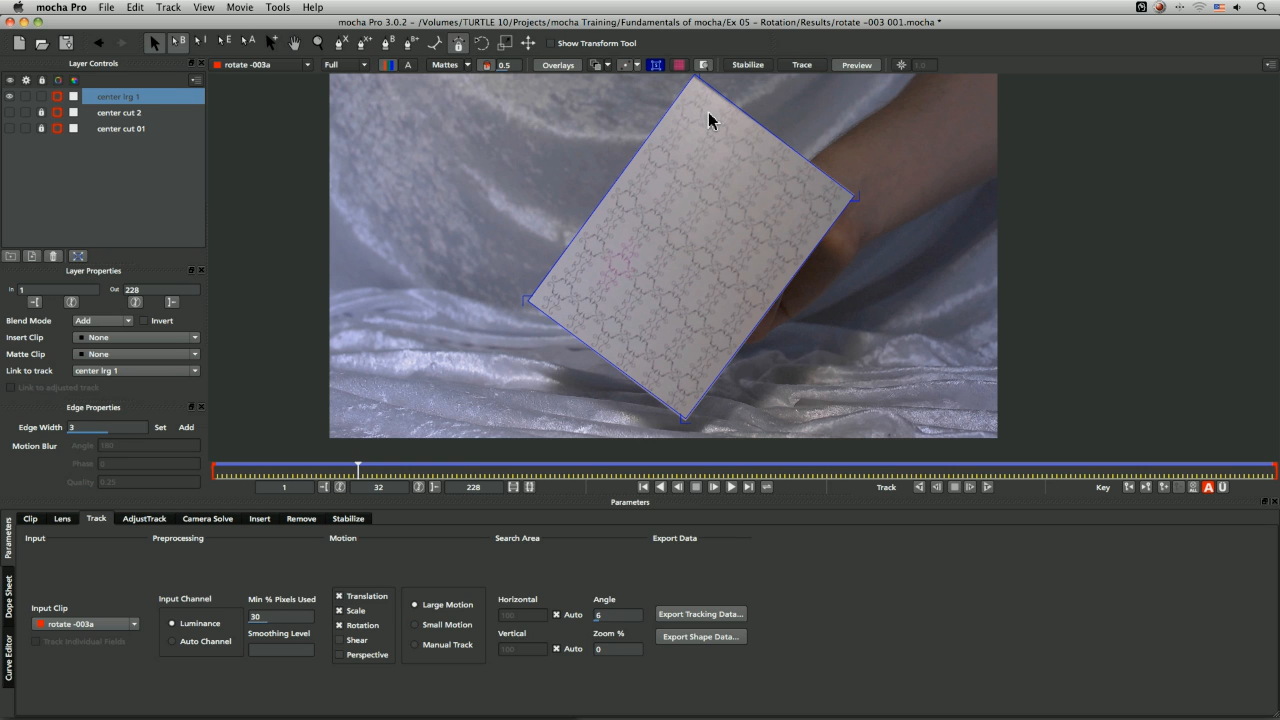 mocha Pro File Edit Track View Movie Tools Help
mocha Pro 3.0.2 - /Volumes/TURTLE 10/Projects/mocha Training/Fundamentals of mocha/Ex 05 - Rotation/Results/rotate -003 001.mocha *
Show Transform Tool
Layer Controls
rotate -003a Full A Mattes 0.5 Overlays Stabilize Trace Preview 1.0
center lrg 1
center cut 2
center cut 01
Layer Properties
In 1 Out 228
Blend Mode Add Invert
Insert Clip None
Matte Clip None
Link to track center lrg 1
Link to adjusted track
Edge Properties
Edge Width 3 Set Add
Motion Blur Angle 180
Phase 0
Quality 0.25
1 32 228 Track Key A U
Parameters
Parameters
Dope Sheet
Curve Editor
Clip Lens Track AdjustTrack Camera Solve Insert Remove Stabilize
Input Preprocessing Motion Search Area Export Data
Input Clip
rotate -003a
Track Individual Fields
Input Channel
Luminance
Auto Channel
Min % Pixels Used
30
Smoothing Level
Translation
Scale
Rotation
Shear
Perspective
Large Motion
Small Motion
Manual Track
Horizontal
100 Auto
Vertical
100 Auto
Angle
6
Zoom %
0
Export Tracking Data...
Export Shape Data...